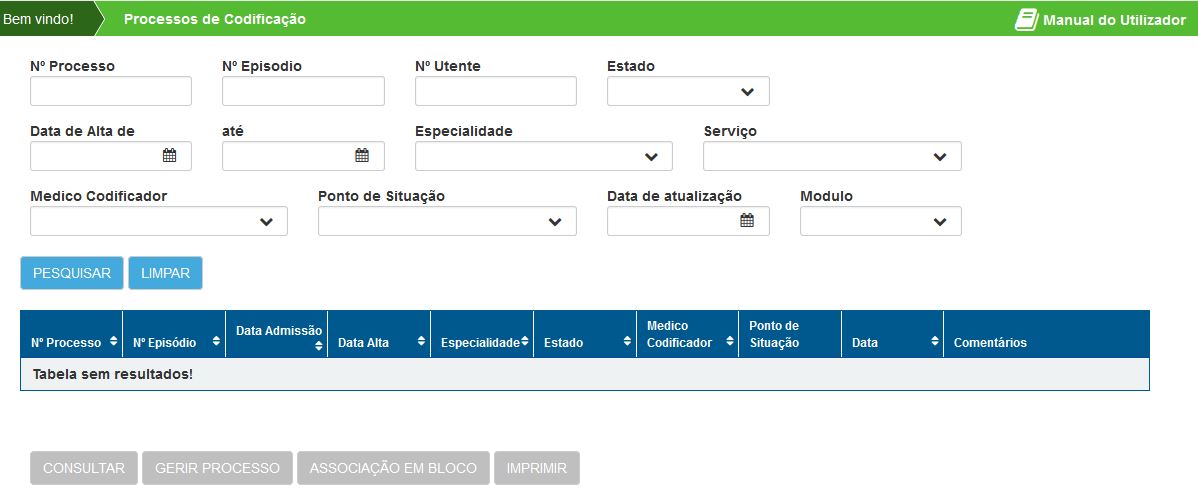 Bem vindo!
Processos de Codificação
Manual do Utilizador
Nº Processo
Nº Episodio
Nº Utente
Estado
Data de Alta de
até
Especialidade
Serviço
Medico Codificador
Ponto de Situação
Data de atualização
Modulo
PESQUISAR
LIMPAR
Nº Processo
Nº Episódio
Data Admissão
Data Alta
Especialidade
Estado
Medico
Codificador
Ponto de
Situação
Data
Comentários
Tabela sem resultados!
CONSULTAR
GERIR PROCESSO
ASSOCIAÇÃO EM BLOCO
IMPRIMIR